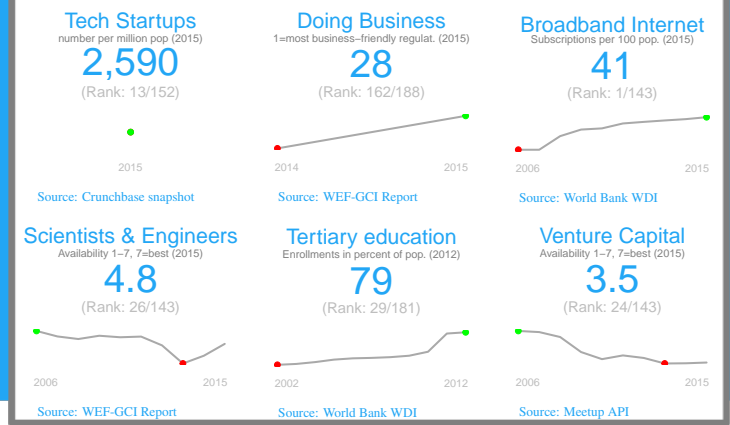 Tech Startups
number per million pop (2015)
2,590
(Rank: 13/152)
2015
Source: Crunchbase snapshot
Doing Business
1=most business−friendly regulat. (2015)
28
(Rank: 162/188)
2014 2015
Source: WEF-GCI Report
Broadband Internet
Subscriptions per 100 pop. (2015)
41
(Rank: 1/143)
2006 2015
Source: World Bank WDI
Scientists & Engineers
Availability 1−7, 7=best (2015)
4.8
(Rank: 26/143)
2006 2015
Source: WEF-GCI Report
Tertiary education
Enrollments in percent of pop. (2012)
79
(Rank: 29/181)
2002 2012
Source: World Bank WDI
Venture Capital
Availability 1−7, 7=best (2015)
3.5
(Rank: 24/143)
2006 2015
Source: Meetup API